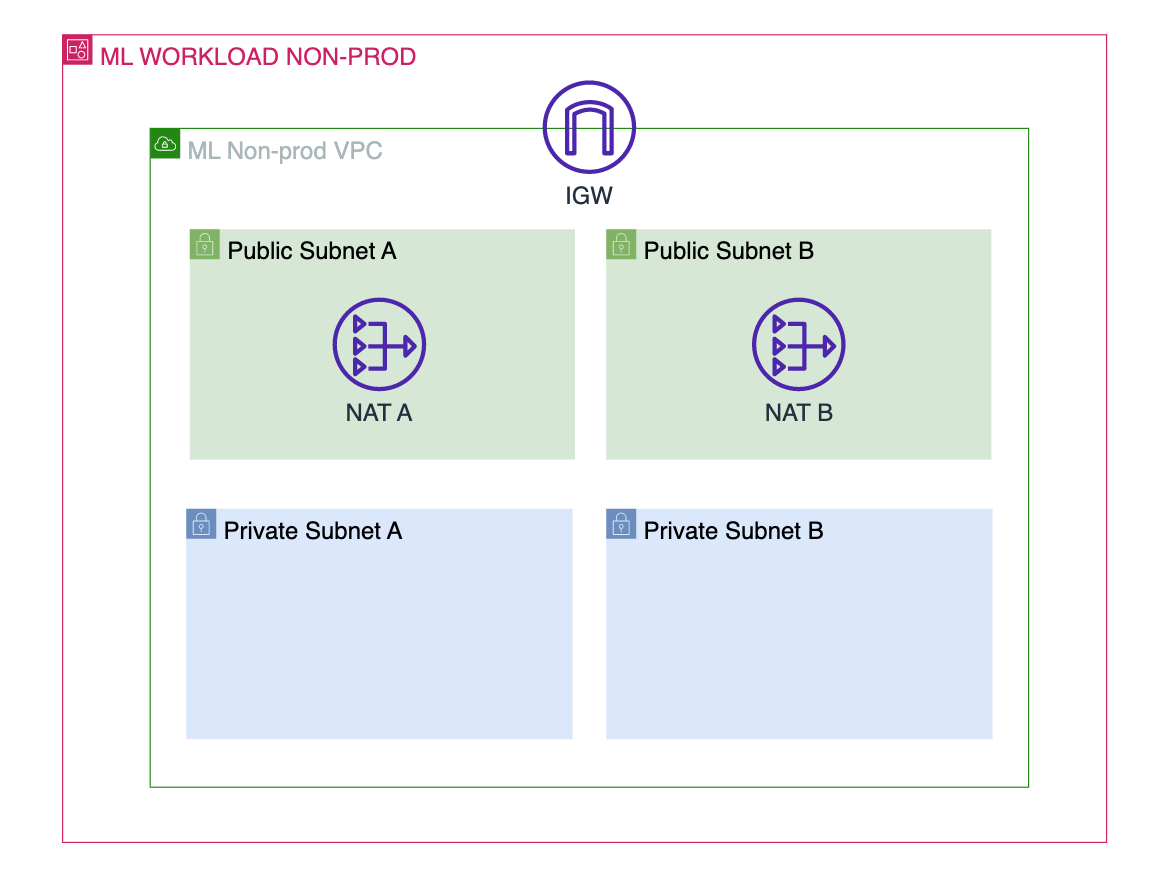 ML WORKLOAD NON-PROD
ML Non-prod VPC
IGW
Public Subnet A
Public Subnet B
NAT A
NAT B
Private Subnet A
Private Subnet B